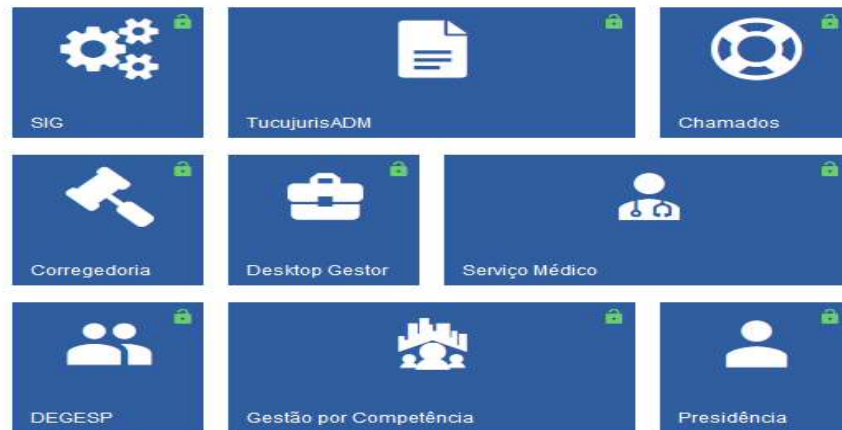 SIG
TucujurisADM
Chamados
Corregedoria
Desktop Gestor
Serviço Médico
DEGESP
Gestão por Competência
Presidência